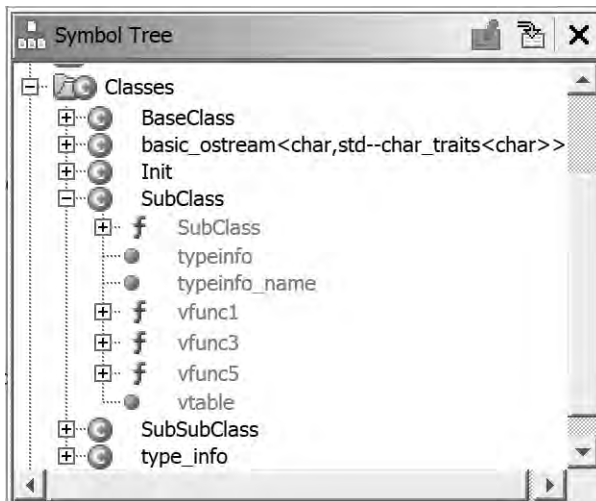 Symbol Tree
Classes
BaseClass
basic_ostream<char,std--char_traits<char>>
Init
SubClass
f SubClass
typeinfo
typeinfo_name
f vfunc1
f vfunc3
f vfunc5
vtable
SubSubClass
type_info